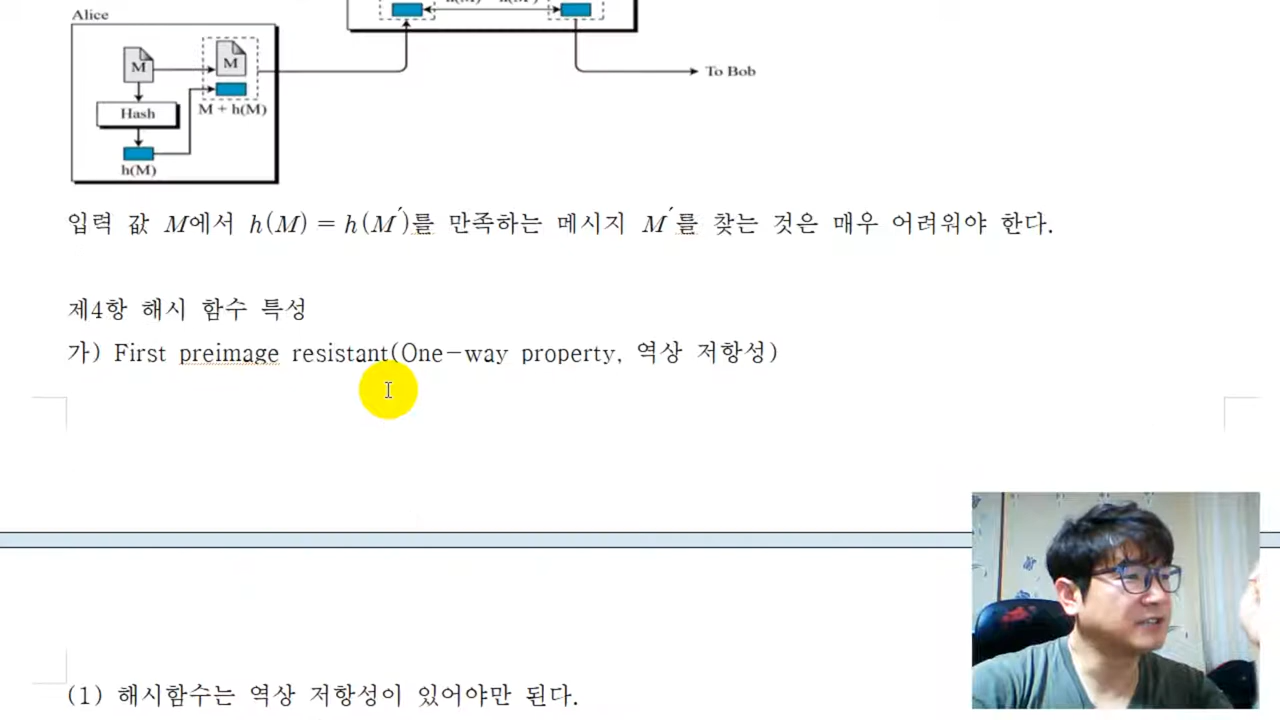 Alice
M
M
To Bob
Hash
M + h(M)
h(M)
입력 값 M에서 h(M) = h(M′)를 만족하는 메시지 M′를 찾는 것은 매우 어려워야 한다.
제4항 해시 함수 특성
가) First preimage resistant(One-way property, 역상 저항성)
(1) 해시함수는 역상 저항성이 있어야만 된다.